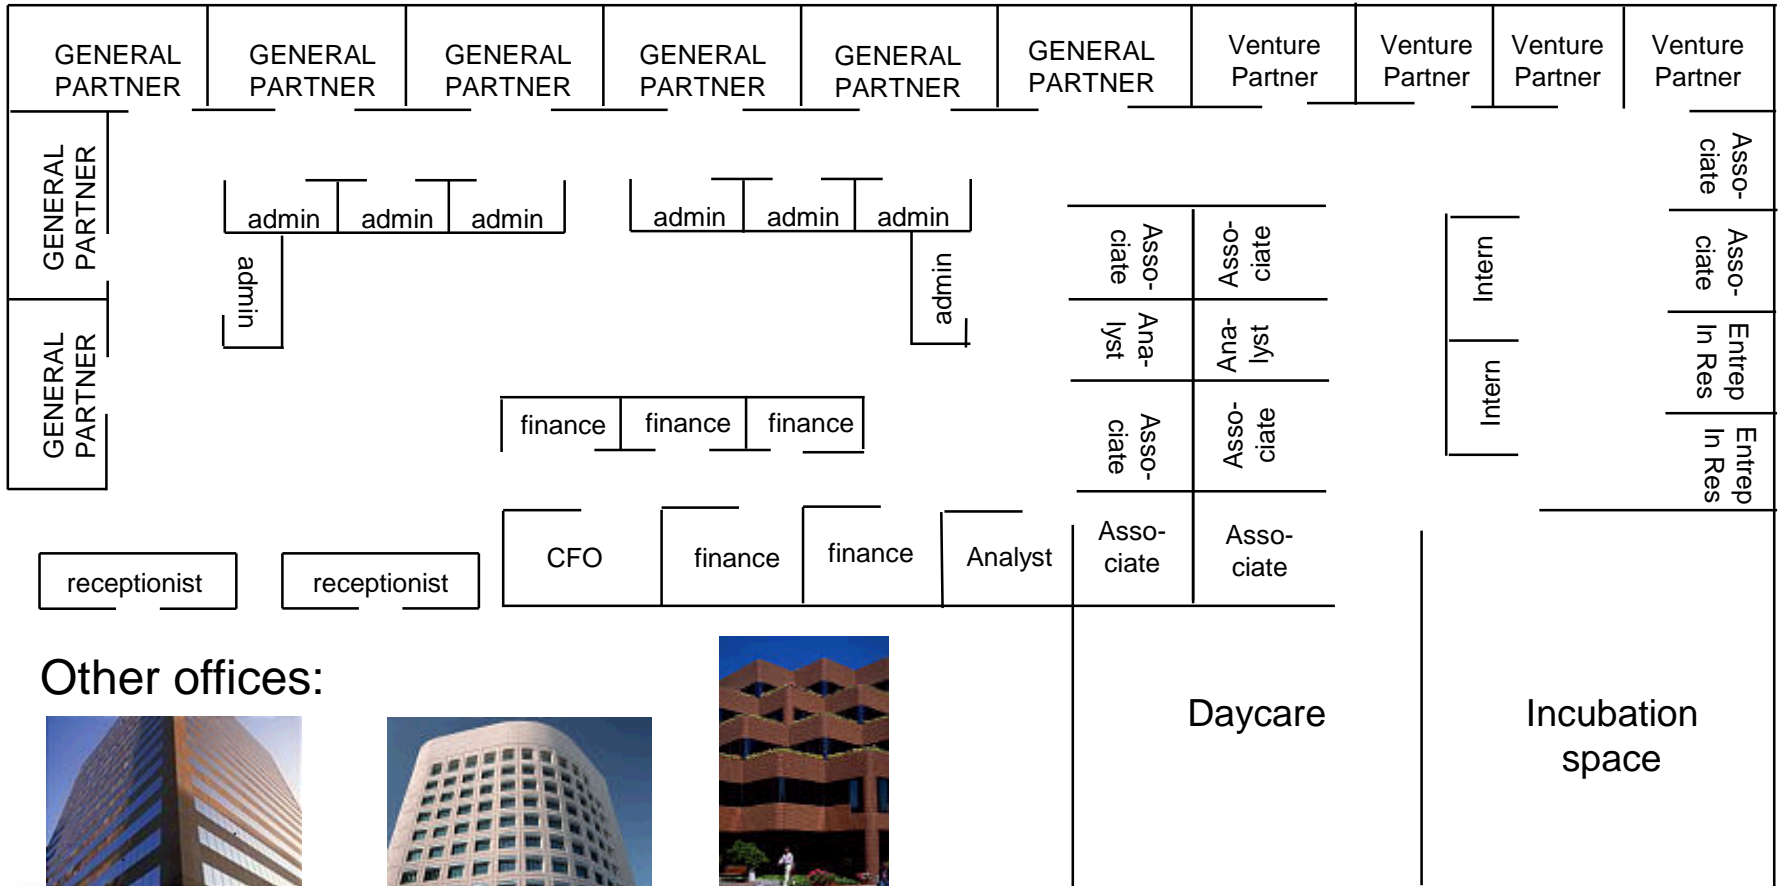 GENERAL
PARTNER
GENERAL
PARTNER
GENERAL
PARTNER
GENERAL
PARTNER
GENERAL
PARTNER
GENERAL
PARTNER
Venture
Partner
Venture
Partner
Venture
Partner
Venture
Partner
GENERAL
PARTNER
GENERAL
PARTNER
admin
admin
admin
admin
admin
admin
admin
admin
finance
finance
finance
Asso-
ciate
Asso-
ciate
Ana-
lyst
Ana-
lyst
Asso-
ciate
Asso-
ciate
Asso-
ciate
Asso-
ciate
Intern
Intern
Asso-
ciate
Asso-
ciate
Entrep
In Res
Entrep
In Res
receptionist
receptionist
CFO
finance
finance
Analyst
Other offices:
Daycare
Incubation
space